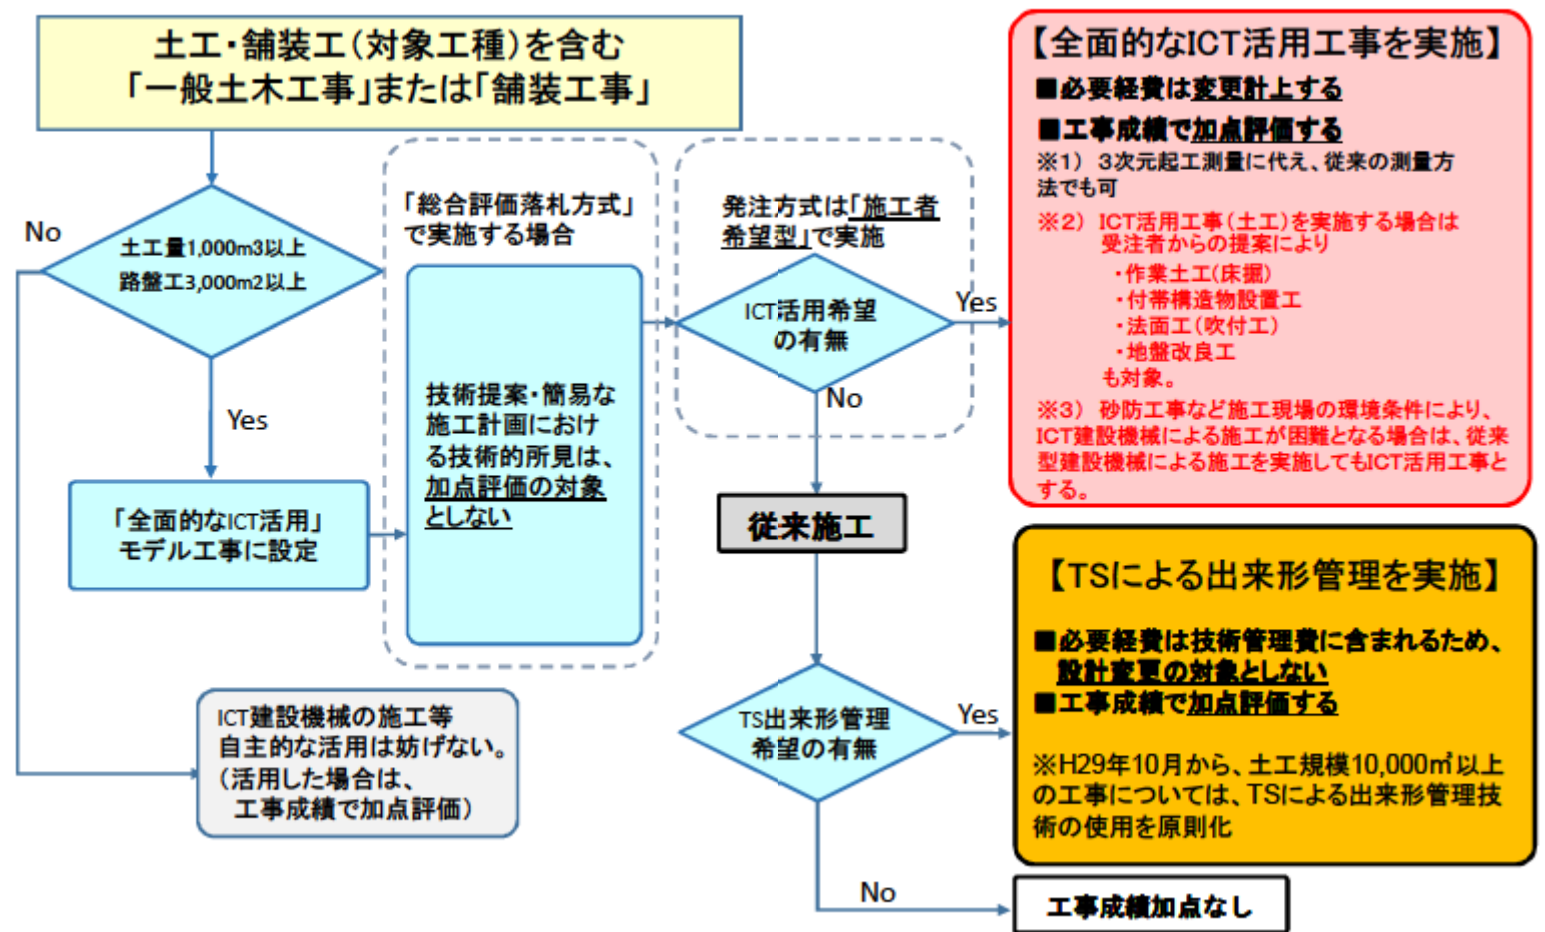 土工・舗装工(対象工種)を含む
「一般土木工事」または「舗装工事」
No
土工量1,000m3以上
路盤工3,000m2以上
Yes
「全面的なICT活用」
モデル工事に設定
「総合評価落札方式」
で実施する場合
技術提案・簡易な
施工計画におけ
る技術的所見は、
加点評価の対象
としない
発注方式は「施工者
希望型」で実施
ICT活用希望
の有無
Yes
No
従来施工
TS出来形管理
希望の有無
Yes
No
ICT建設機械の施工等
自主的な活用は妨げない。
(活用した場合は、
工事成績で加点評価)
【全面的なICT活用工事を実施】
■必要経費は変更計上する
■工事成績で加点評価する
※1) 3次元起工測量に代え、従来の測量方
法でも可
※2) ICT活用工事(土工)を実施する場合は
受注者からの提案により
・作業土工(床掘)
・付帯構造物設置工
・法面工(吹付工)
・地盤改良工
も対象。
※3) 砂防工事など施工現場の環境条件により、
ICT建設機械による施工が困難となる場合は、従来
型建設機械による施工を実施してもICT活用工事と
する。
【TSによる出来形管理を実施】
■必要経費は技術管理費に含まれるため、
設計変更の対象としない
■工事成績で加点評価する
※H29年10月から、土工規模10,000㎥以上
の工事については、TSによる出来形管理技
術の使用を原則化
工事成績加点なし